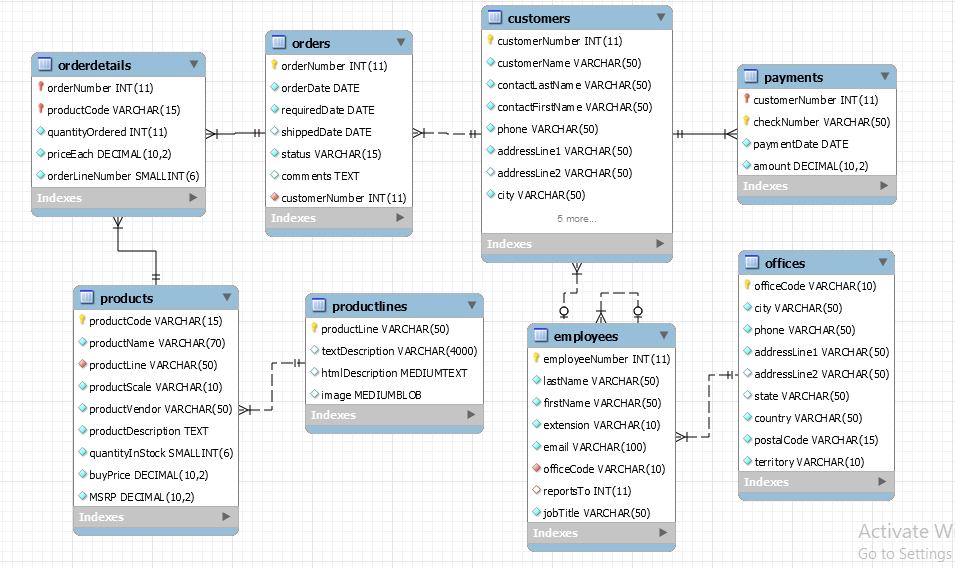 orderdetails
orderNumber INT(11)
productCode VARCHAR(15)
quantityOrdered INT(11)
priceEach DECIMAL(10,2)
orderLineNumber SMALLINT(6)
Indexes
orders
orderNumber INT(11)
orderDate DATE
requiredDate DATE
shippedDate DATE
status VARCHAR(15)
comments TEXT
customerNumber INT(11)
Indexes
customers
customerNumber INT(11)
customerName VARCHAR(50)
contactLastName VARCHAR(50)
contactFirstName VARCHAR(50)
phone VARCHAR(50)
addressLine1 VARCHAR(50)
addressLine2 VARCHAR(50)
city VARCHAR(50)
5 more...
Indexes
payments
customerNumber INT(11)
checkNumber VARCHAR(50)
paymentDate DATE
amount DECIMAL(10,2)
Indexes
products
productCode VARCHAR(15)
productName VARCHAR(70)
productLine VARCHAR(50)
productScale VARCHAR(10)
productVendor VARCHAR(50)
productDescription TEXT
quantityInStock SMALLINT(6)
buyPrice DECIMAL(10,2)
MSRP DECIMAL(10,2)
Indexes
productlines
productLine VARCHAR(50)
textDescription VARCHAR(4000)
htmlDescription MEDIUMTEXT
image MEDIUMBLOB
Indexes
employees
employeeNumber INT(11)
lastName VARCHAR(50)
firstName VARCHAR(50)
extension VARCHAR(10)
email VARCHAR(100)
officeCode VARCHAR(10)
reportsTo INT(11)
jobTitle VARCHAR(50)
Indexes
offices
officeCode VARCHAR(10)
city VARCHAR(50)
phone VARCHAR(50)
addressLine1 VARCHAR(50)
addressLine2 VARCHAR(50)
state VARCHAR(50)
country VARCHAR(50)
postalCode VARCHAR(15)
territory VARCHAR(10)
Indexes
Activate Wi
Go to Settings